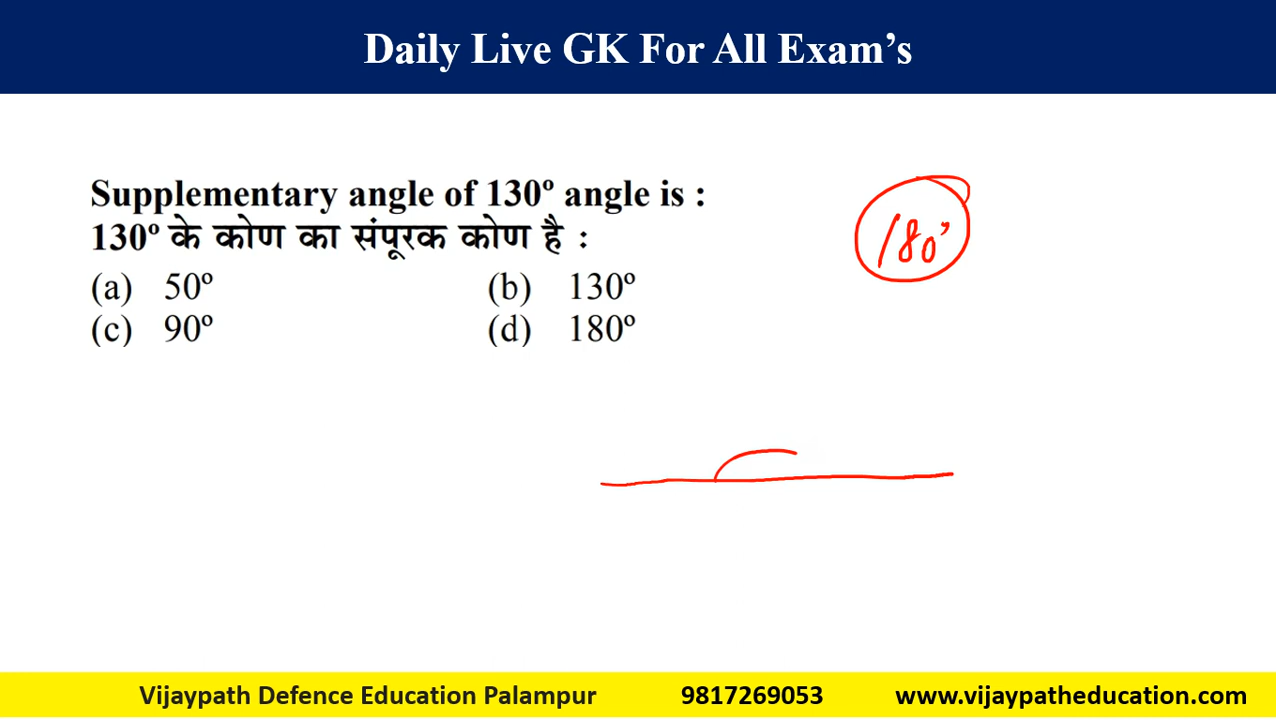 Daily Live GK For All Exam’s
Supplementary angle of 130º angle is :
130º के कोण का संपूरक कोण है :
(a) 50º (b) 130º
(c) 90º (d) 180º
180°
Vijaypath Defence Education Palampur 9817269053 www.vijaypatheducation.com